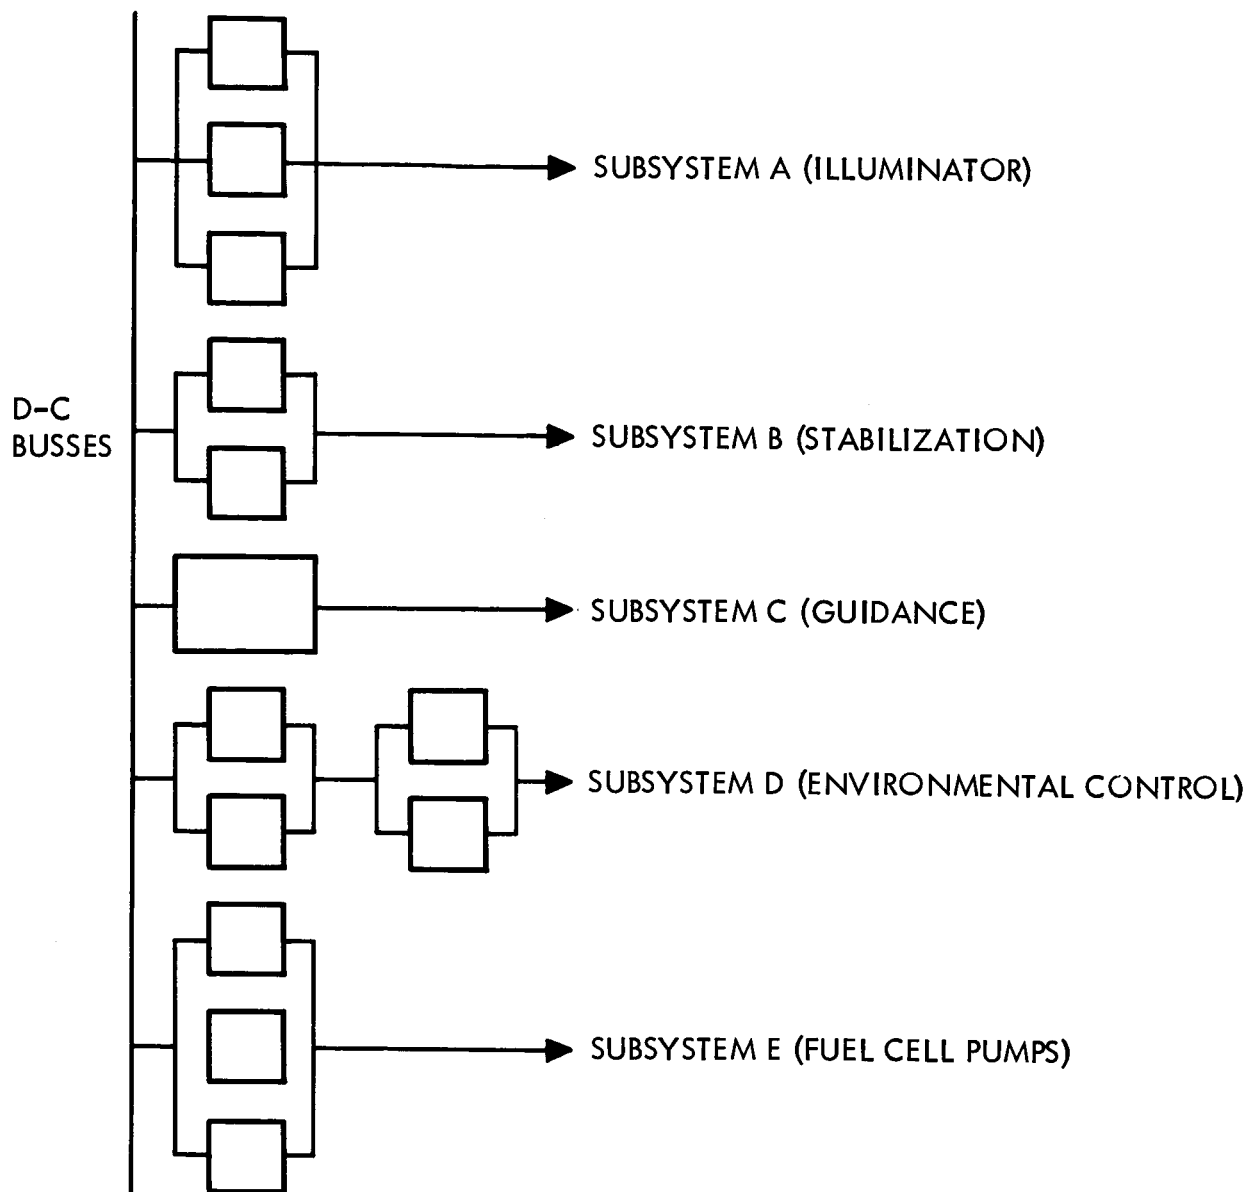 SUBSYSTEM A (ILLUMINATOR)
D-C
BUSSES
SUBSYSTEM B (STABILIZATION)
SUBSYSTEM C (GUIDANCE)
SUBSYSTEM D (ENVIRONMENTAL CONTROL)
SUBSYSTEM E (FUEL CELL PUMPS)